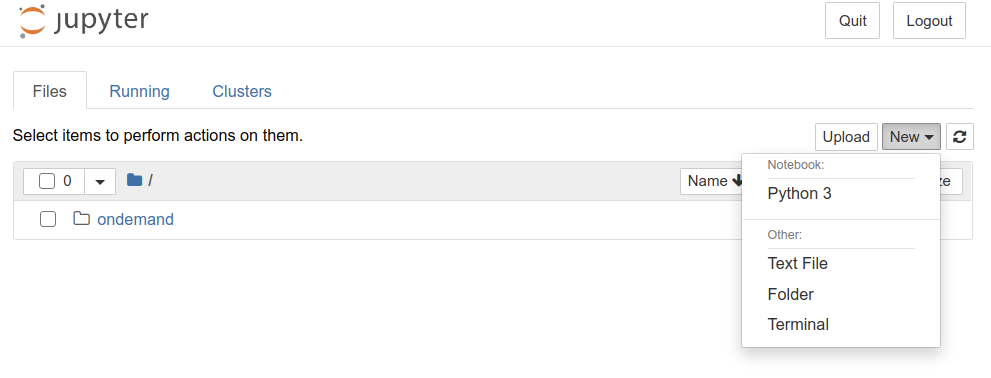 jupyter
Quit
Logout
Files
Running
Clusters
Select items to perform actions on them.
Upload
New
0
/
Name
ze
ondemand
Notebook:
Python 3
Other:
Text File
Folder
Terminal